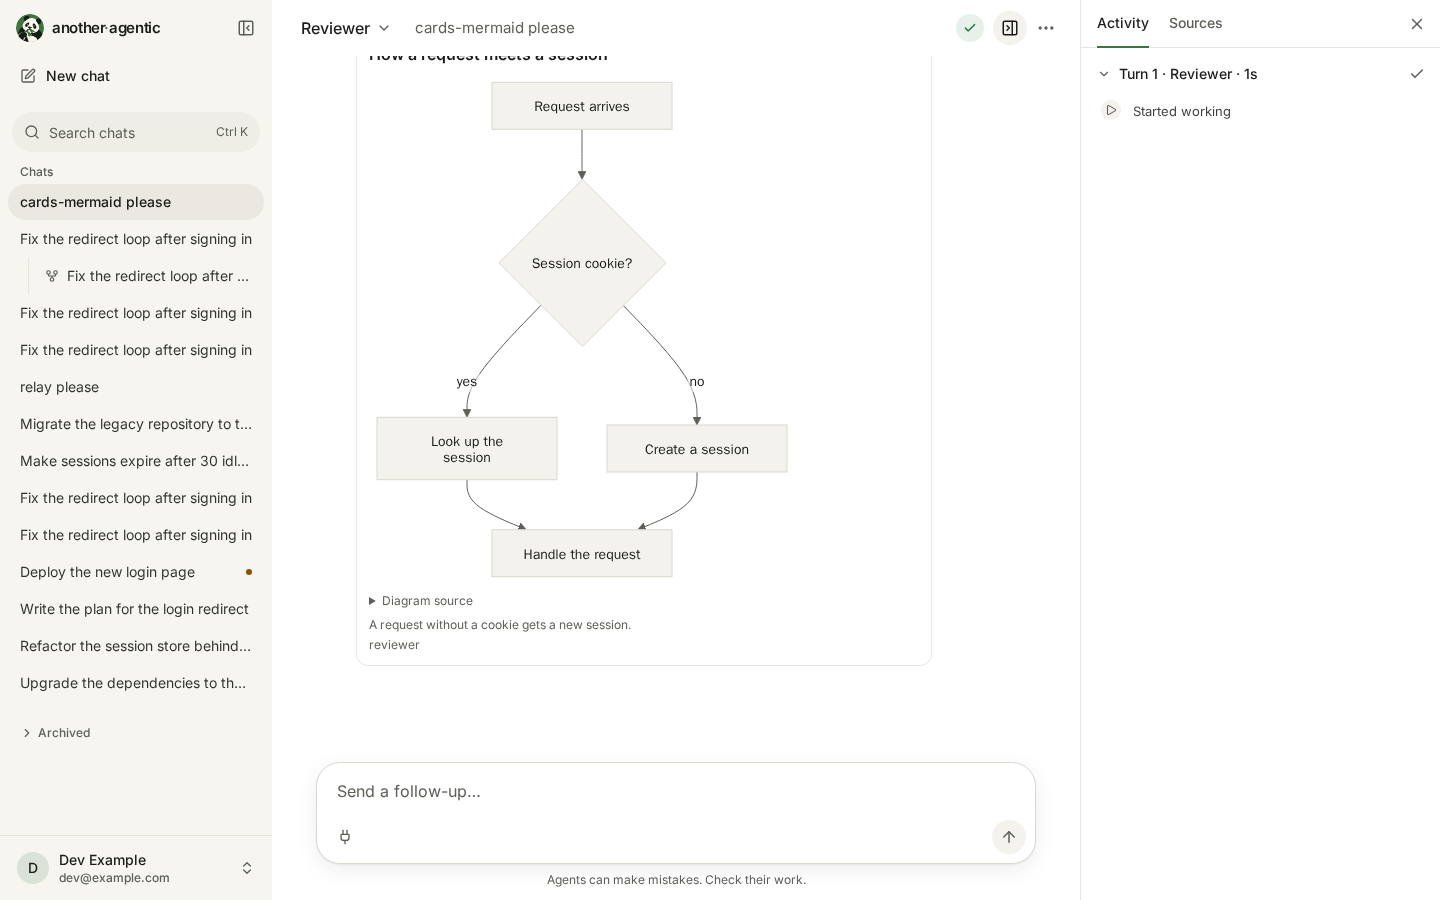 another·agentic
New chat
Search chats
Ctrl K
Chats
cards-mermaid please
Fix the redirect loop after signing in
Fix the redirect loop after ...
Fix the redirect loop after signing in
Fix the redirect loop after signing in
relay please
Migrate the legacy repository to t...
Make sessions expire after 30 idl...
Fix the redirect loop after signing in
Fix the redirect loop after signing in
Deploy the new login page
Write the plan for the login redirect
Refactor the session store behind...
Upgrade the dependencies to th...
Archived
D
Dev Example
dev@example.com
Reviewer
cards-mermaid please
How a request meets a session
Request arrives
Session cookie?
yes
no
Look up the
session
Create a session
Handle the request
Diagram source
A request without a cookie gets a new session.
reviewer
Send a follow-up...
Agents can make mistakes. Check their work.
Activity
Sources
Turn 1 · Reviewer · 1s
Started working